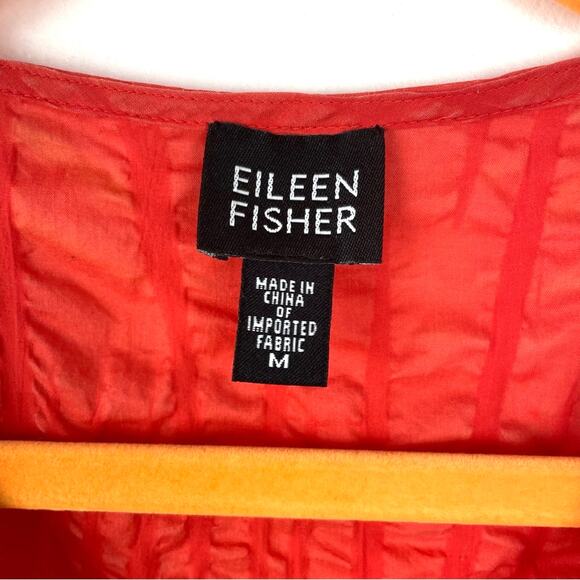 EILEEN
FISHER
MADE IN
CHINA
OF
IMPORTED
FABRIC
M